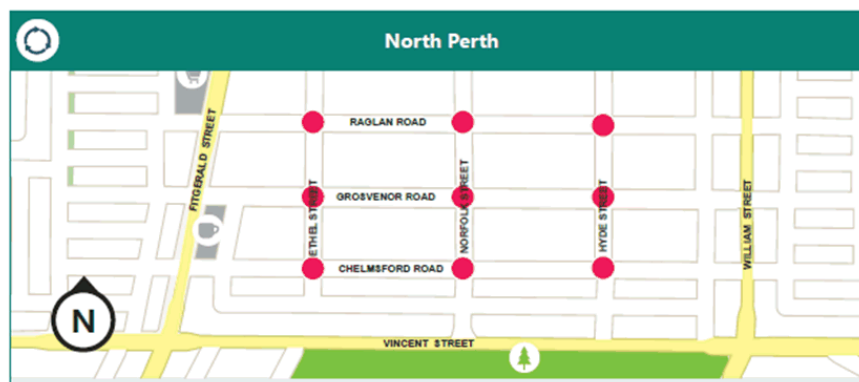 North Perth
RAGLAN ROAD
FITGERALD STREET
GROSVENOR ROAD
ETHEL STREET
NORFOLK STREET
HYDE STREET
WILLIAM STREET
CHELMSFORD ROAD
N
VINCENT STREET